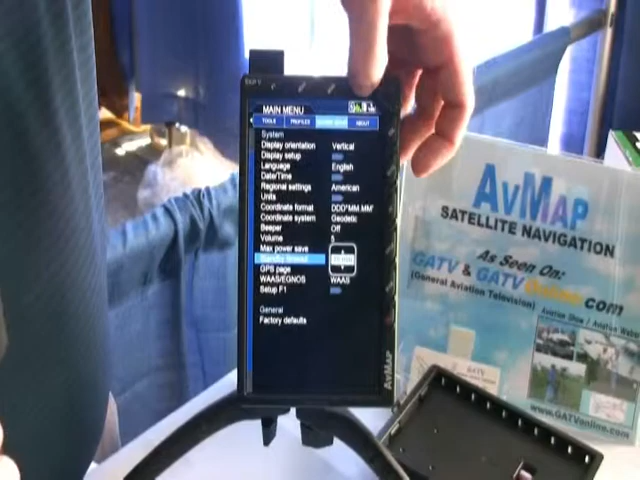 MAIN MENU
TOOLS PROFILES ABOUT
System
Display orientation Vertical
Display setup
Language English
Date/Time
Regional settings American
Units
Coordinate format DDD°MM.MM'
Coordinate system Geodetic
Beeper Off
Volume 5
Max power save
Standby timeout
GPS page
WAAS/EGNOS WAAS
Setup F1
General
Factory defaults
AvMap
AvMap
SATELLITE NAVIGATION
As Seen On:
GATV & GATVonline.com
(General Aviation Television)
GATV
www.GATVonline.com